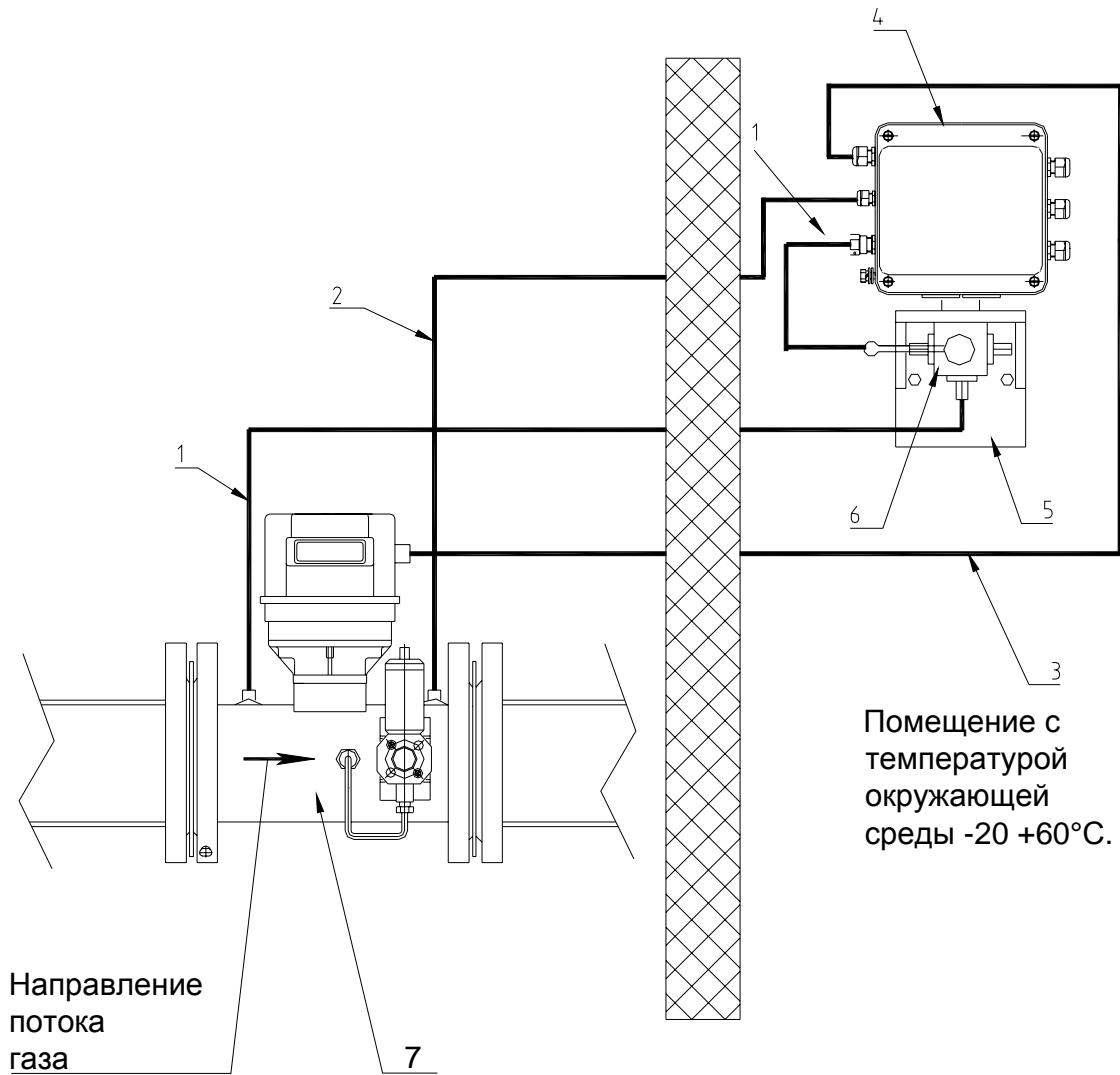 4
1
2
1
6
5
3
Помещение с
температурой
окружающей
среды -20 +60°С.
Направление
потока
газа
7